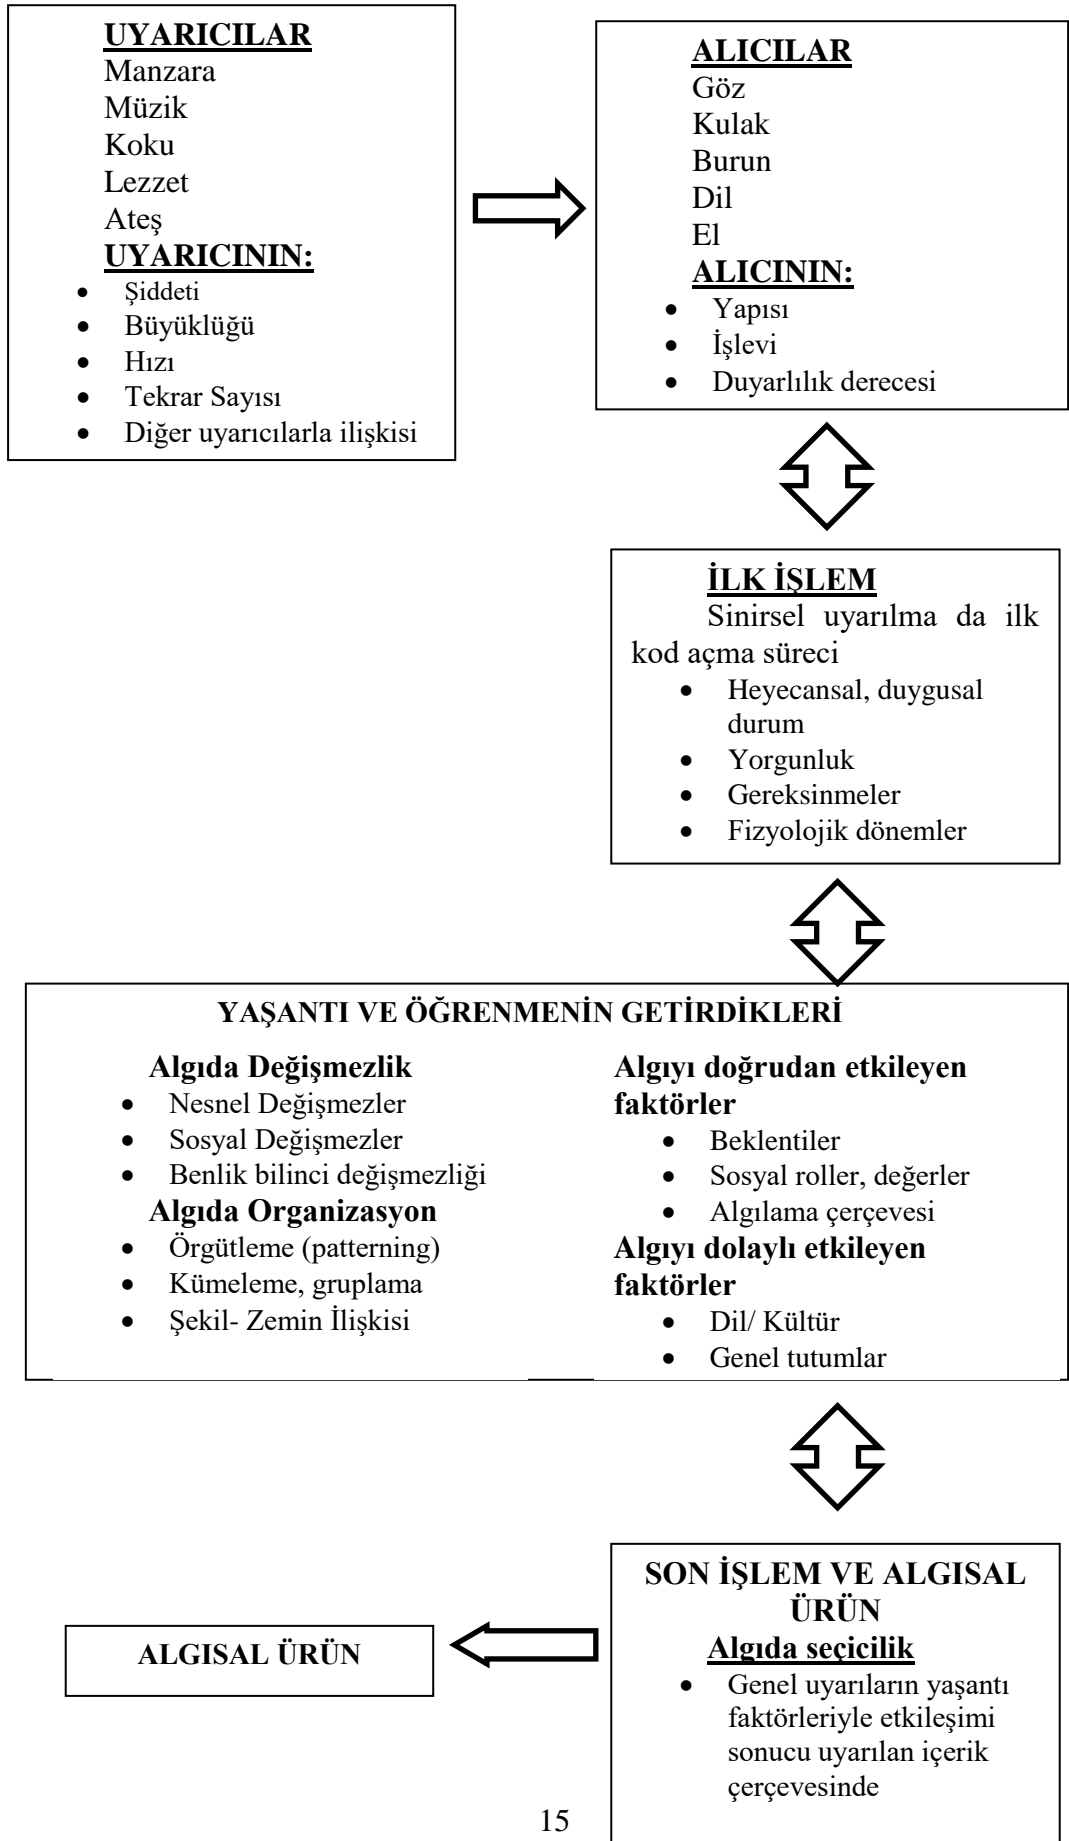 UYARICILAR
Manzara
Müzik
Koku
Lezzet
Ateş
UYARICININ:
• Şiddeti
• Büyüklüğü
• Hızı
• Tekrar Sayısı
• Diğer uyarıcılarla ilişkisi
ALICILAR
Göz
Kulak
Burun
Dil
El
ALICININ:
• Yapısı
• İşlevi
• Duyarlılık derecesi
İLK İŞLEM
Sinirsel uyarılma da ilk
kod açma süreci
• Heyecansal, duygusal
durum
• Yorgunluk
• Gereksinmeler
• Fizyolojik dönemler
YAŞANTI VE ÖĞRENMENİN GETİRDİKLERİ
Algıda Değişmezlik
• Nesnel Değişmezler
• Sosyal Değişmezler
• Benlik bilinci değişmezliği
Algıda Organizasyon
• Örgütleme (patterning)
• Kümeleme, gruplama
• Şekil- Zemin İlişkisi
Algıyı doğrudan etkileyen
faktörler
• Beklentiler
• Sosyal roller, değerler
• Algılama çerçevesi
Algıyı dolaylı etkileyen
faktörler
• Dil/ Kültür
• Genel tutumlar
SON İŞLEM VE ALGISAL
ÜRÜN
Algıda seçicilik
• Genel uyarıların yaşantı
faktörleriyle etkileşimi
sonucu uyarılan içerik
çerçevesinde
ALGISAL ÜRÜN
15